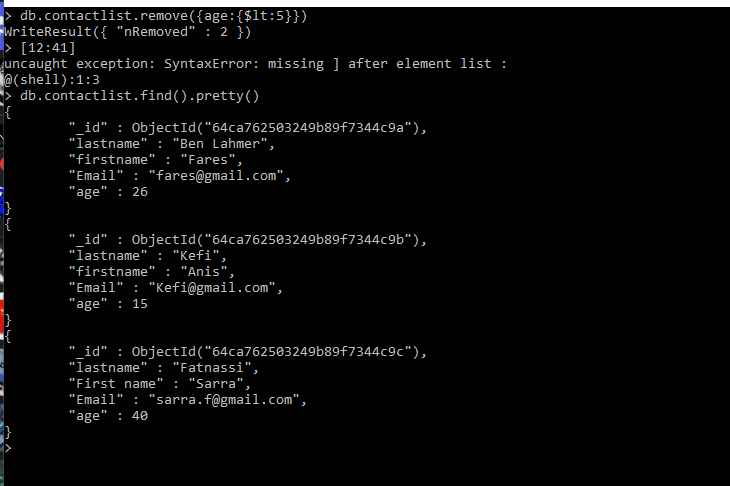 > db.contactlist.remove({age:{$lt:5}})
WriteResult({ "nRemoved" : 2 })
> [12:41]
uncaught exception: SyntaxError: missing ] after element list :
@(shell):1:3
> db.contactlist.find().pretty()
{
        "_id" : ObjectId("64ca762503249b89f7344c9a"),
        "lastname" : "Ben Lahmer",
        "firstname" : "Fares",
        "Email" : "fares@gmail.com",
        "age" : 26
}
{
        "_id" : ObjectId("64ca762503249b89f7344c9b"),
        "lastname" : "Kefi",
        "firstname" : "Anis",
        "Email" : "Kefi@gmail.com",
        "age" : 15
}
{
        "_id" : ObjectId("64ca762503249b89f7344c9c"),
        "lastname" : "Fatnassi",
        "First name" : "Sarra",
        "Email" : "sarra.f@gmail.com",
        "age" : 40
}
>